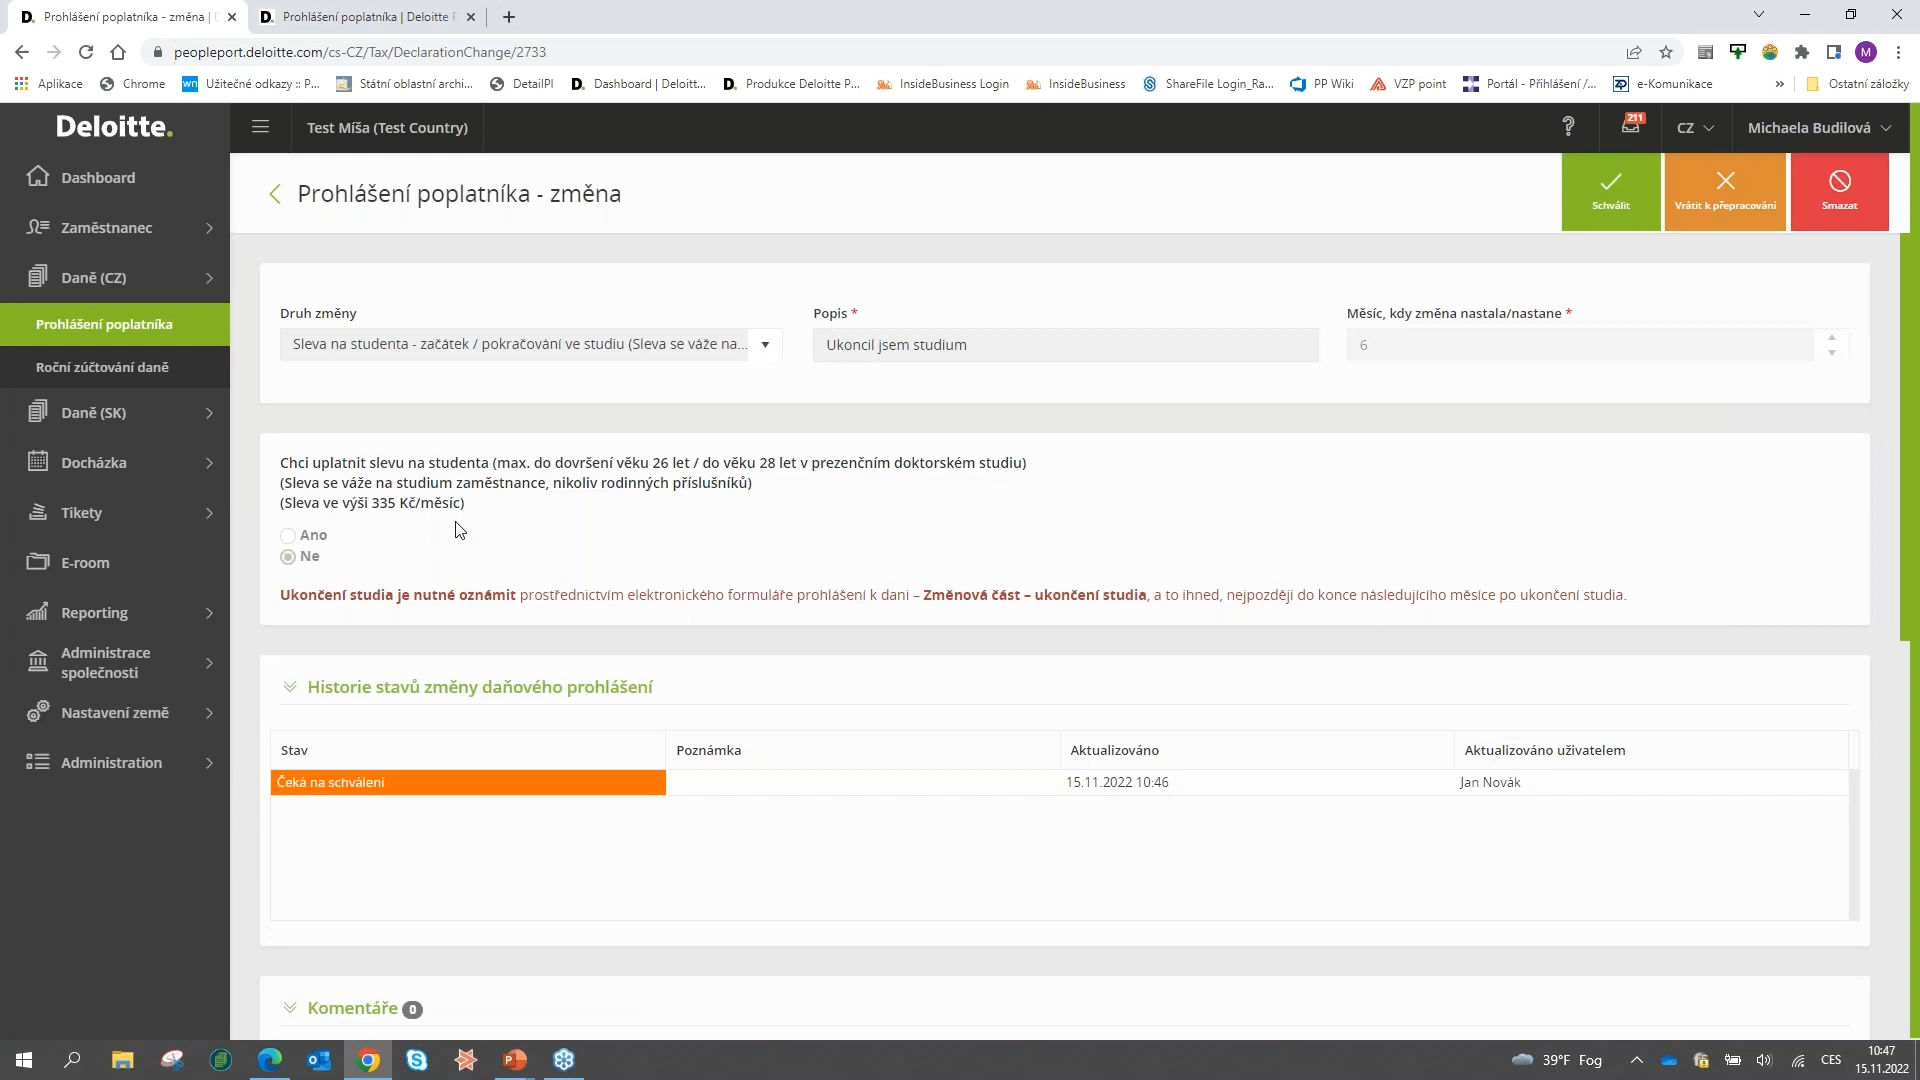 Prohlášení poplatníka - změna |
Prohlášení poplatníka | Deloitte
peopleport.deloitte.com/cs-CZ/Tax/DeclarationChange/2733
M
Aplikace
Chrome
Užitečné odkazy :: P...
Státní oblastní archi...
DetailPI
Dashboard | Deloitt...
Produkce Deloitte P...
InsideBusiness Login
InsideBusiness
ShareFile Login_Ra...
PP Wiki
VZP point
Portál - Přihlášení /...
e-Komunikace
»
Ostatní záložky
Deloitte.
Test Míša (Test Country)
211
CZ
Michaela Budilová
Dashboard
Zaměstnanec
Daně (CZ)
Prohlášení poplatníka
Roční zúčtování daně
Daně (SK)
Docházka
Tikety
E-room
Reporting
Administrace
společnosti
Nastavení země
Administration
Prohlášení poplatníka - změna
Schválit
Vrátit k přepracování
Smazat
Druh změny
Popis *
Měsíc, kdy změna nastala/nastane *
Sleva na studenta - začátek / pokračování ve studiu (Sleva se váže na...
Ukoncil jsem studium
6
Chci uplatnit slevu na studenta (max. do dovršení věku 26 let / do věku 28 let v prezenčním doktorském studiu)
(Sleva se váže na studium zaměstnance, nikoliv rodinných příslušníků)
(Sleva ve výši 335 Kč/měsíc)
Ano
Ne
Ukončení studia je nutné oznámit prostřednictvím elektronického formuláře prohlášení k dani – Změnová část – ukončení studia, a to ihned, nejpozději do konce následujícího měsíce po ukončení studia.
Historie stavů změny daňového prohlášení
Stav
Poznámka
Aktualizováno
Aktualizováno uživatelem
Čeká na schválení
15.11.2022 10:46
Jan Novák
Komentáře 0
39°F Fog
CES
10:47
15.11.2022